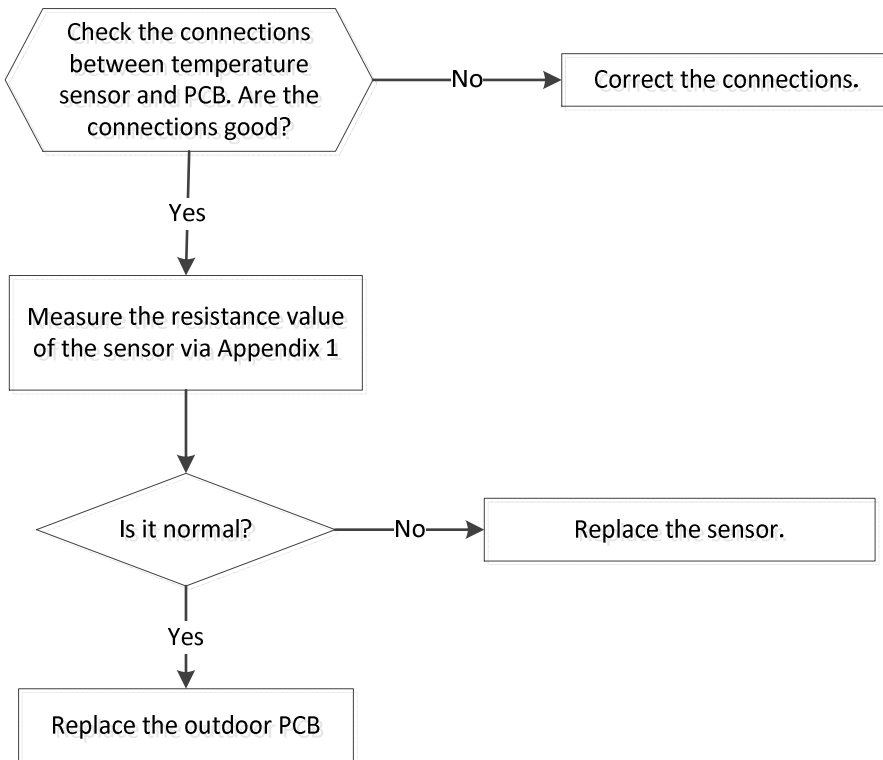 Check the connections
between temperature
sensor and PCB. Are the
connections good?
No
Correct the connections.
Yes
Measure the resistance value
of the sensor via Appendix 1
Is it normal?
No
Replace the sensor.
Yes
Replace the outdoor PCB